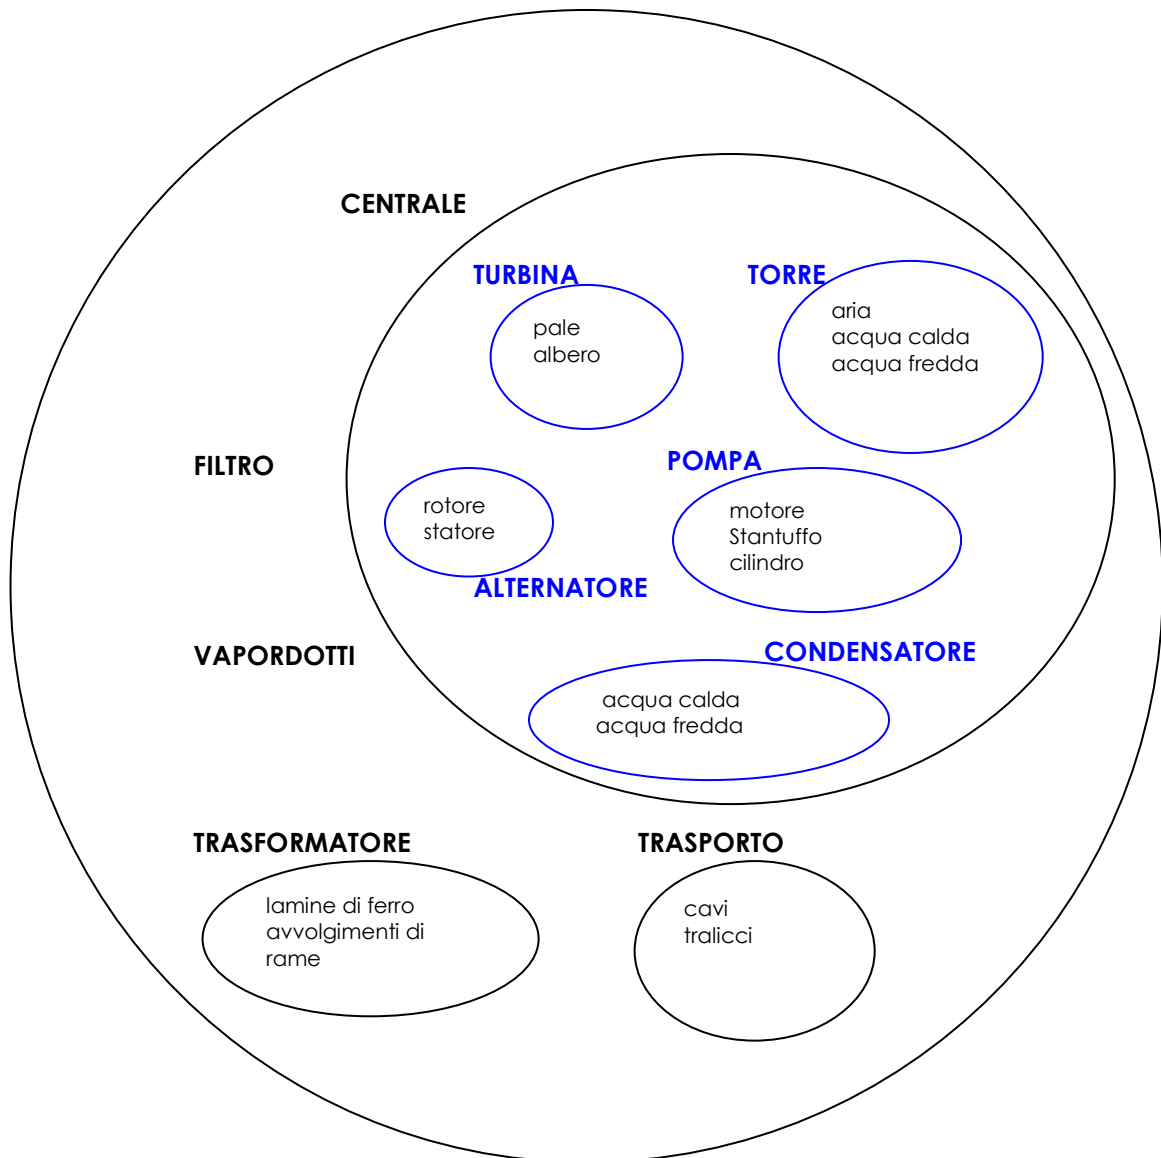 CENTRALE
TURBINA
pale
albero
TORRE
aria
acqua calda
acqua fredda
FILTRO
rotore
statore
ALTERNATORE
POMPA
motore
Stantuffo
cilindro
VAPORDOTTI
CONDENSATORE
acqua calda
acqua fredda
TRASFORMATORE
lamine di ferro
avvolgimenti di
rame
TRASPORTO
cavi
tralicci